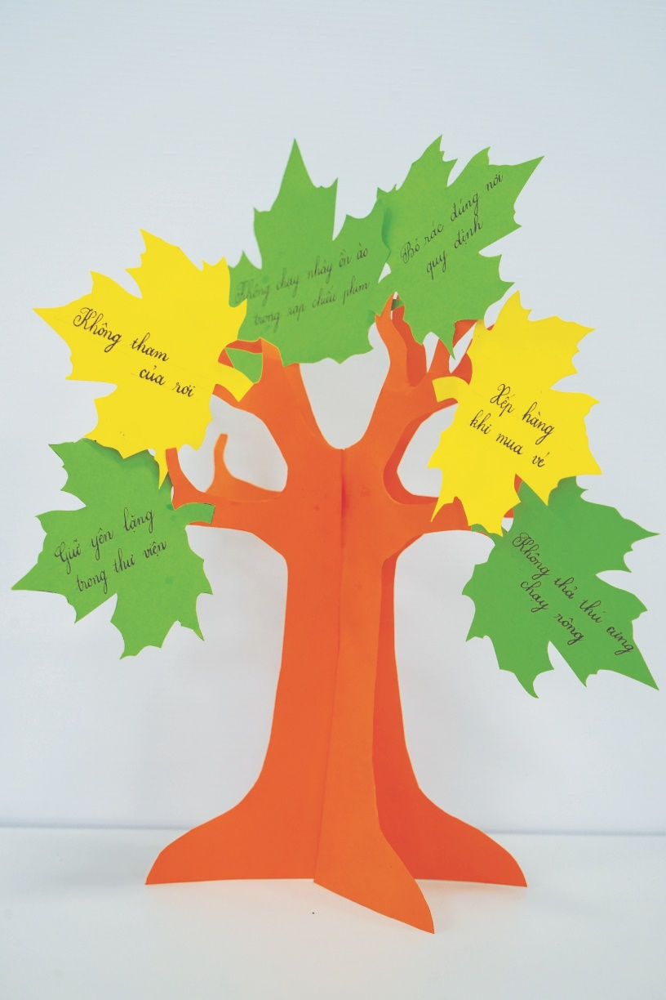 Không chạy nhảy ồn ào
trong rạp chiếu phim
Bỏ rác đúng nơi
quy định
Không tham
của rơi
Xếp hàng
khi mua vé
Giữ yên lặng
trong thư viện
Không thả thú cưng
chạy rông